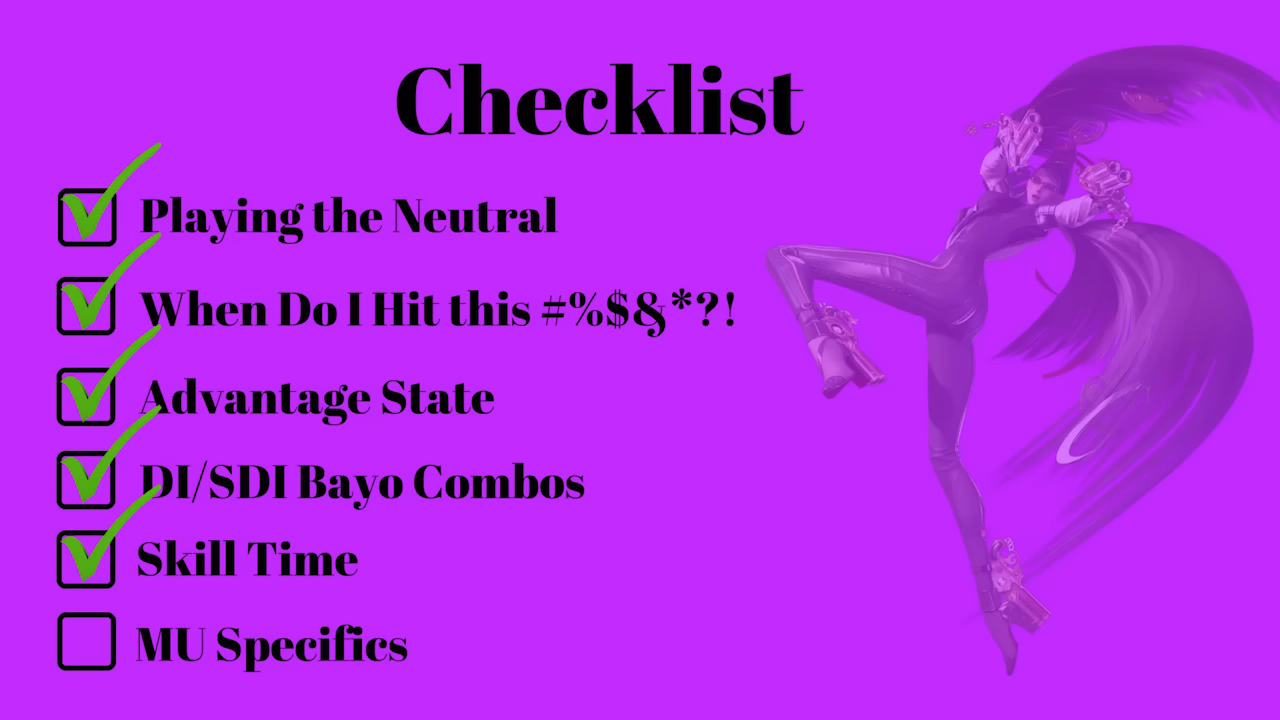 Checklist
Playing the Neutral
When Do I Hit this #%$&*?!
Advantage State
DI/SDI Bayo Combos
Skill Time
MU Specifics